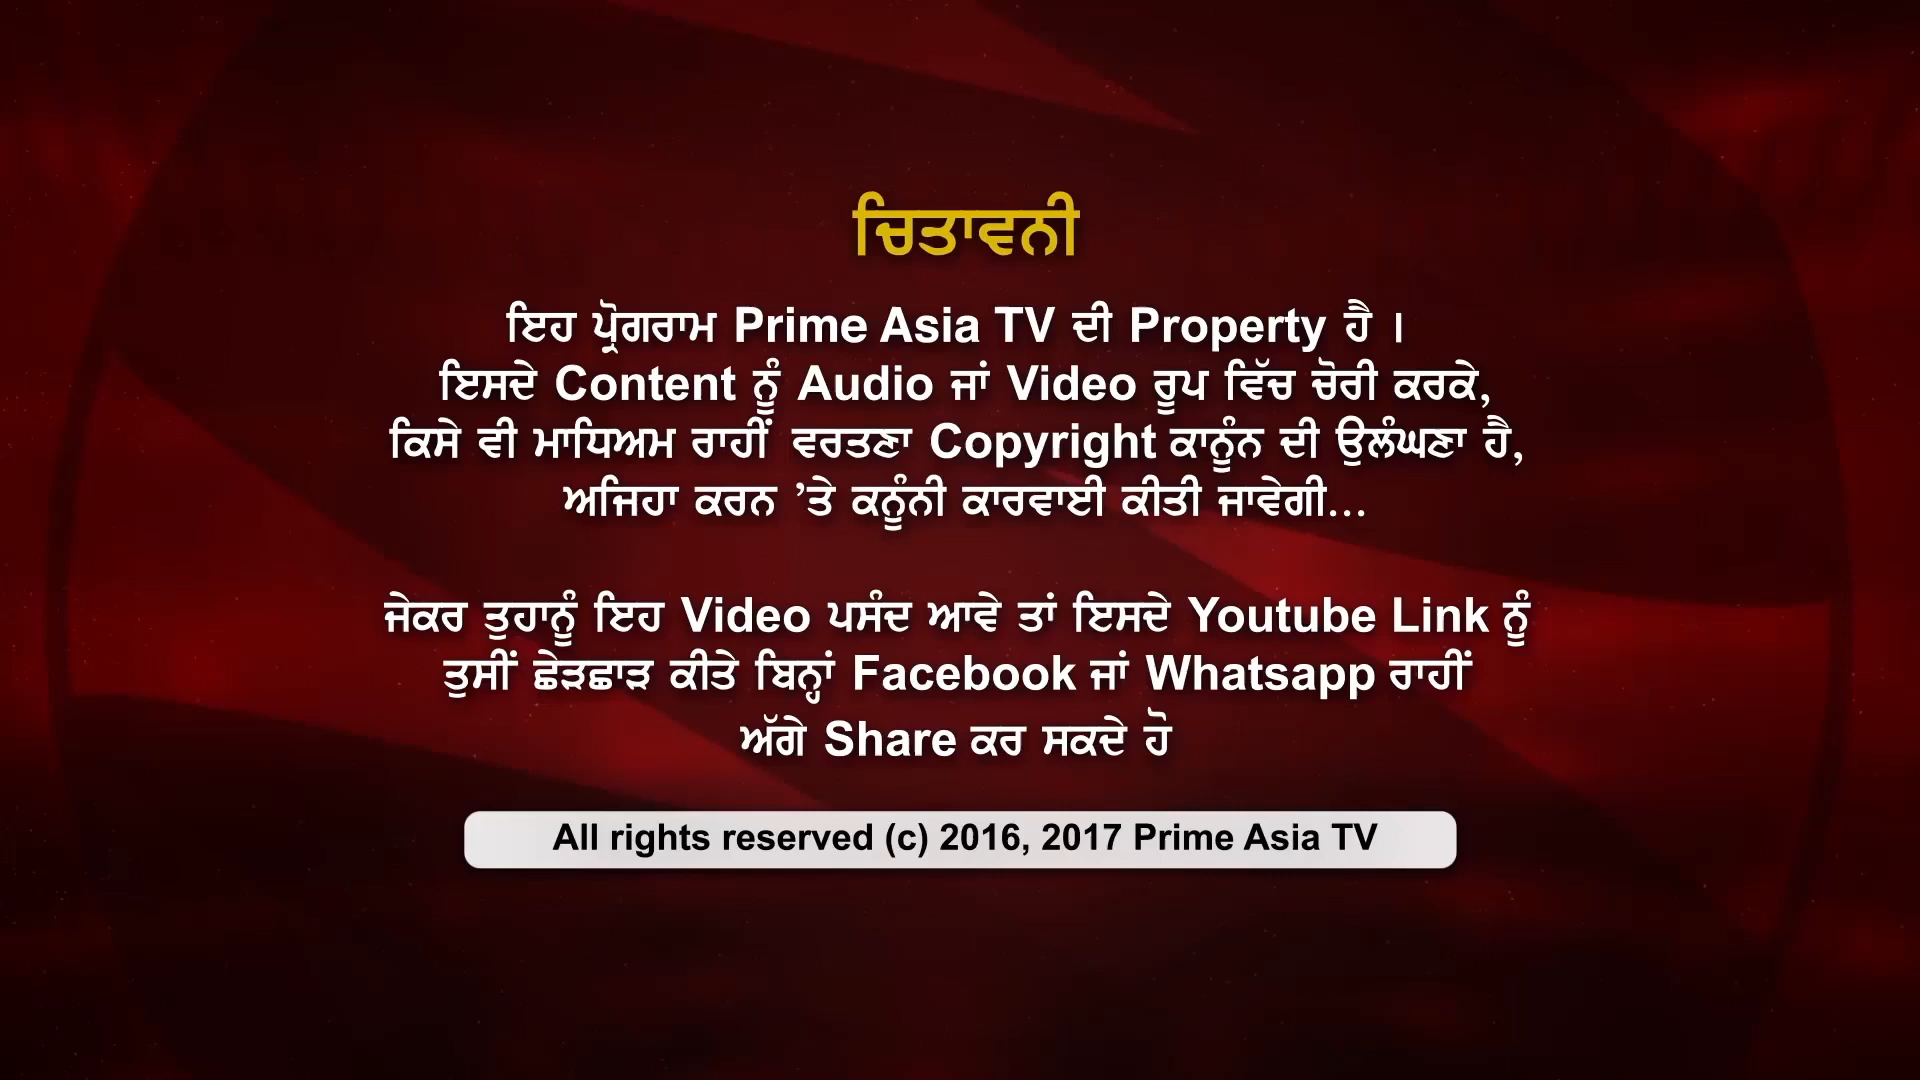 ਚਿਤਾਵਨੀ
ਇਹ ਪ੍ਰੋਗਰਾਮ Prime Asia TV ਦੀ Property ਹੈ ।
ਇਸਦੇ Content ਨੂੰ Audio ਜਾਂ Video ਰੂਪ ਵਿੱਚ ਚੋਰੀ ਕਰਕੇ,
ਕਿਸੇ ਵੀ ਮਾਧਿਅਮ ਰਾਹੀਂ ਵਰਤਣਾ Copyright ਕਾਨੂੰਨ ਦੀ ਉਲੰਘਣਾ ਹੈ,
ਅਜਿਹਾ ਕਰਨ ’ਤੇ ਕਨੂੰਨੀ ਕਾਰਵਾਈ ਕੀਤੀ ਜਾਵੇਗੀ...
ਜੇਕਰ ਤੁਹਾਨੂੰ ਇਹ Video ਪਸੰਦ ਆਵੇ ਤਾਂ ਇਸਦੇ Youtube Link ਨੂੰ
ਤੁਸੀਂ ਛੇੜਛਾੜ ਕੀਤੇ ਬਿਨ੍ਹਾਂ Facebook ਜਾਂ Whatsapp ਰਾਹੀਂ
ਅੱਗੇ Share ਕਰ ਸਕਦੇ ਹੋ
All rights reserved (c) 2016, 2017 Prime Asia TV